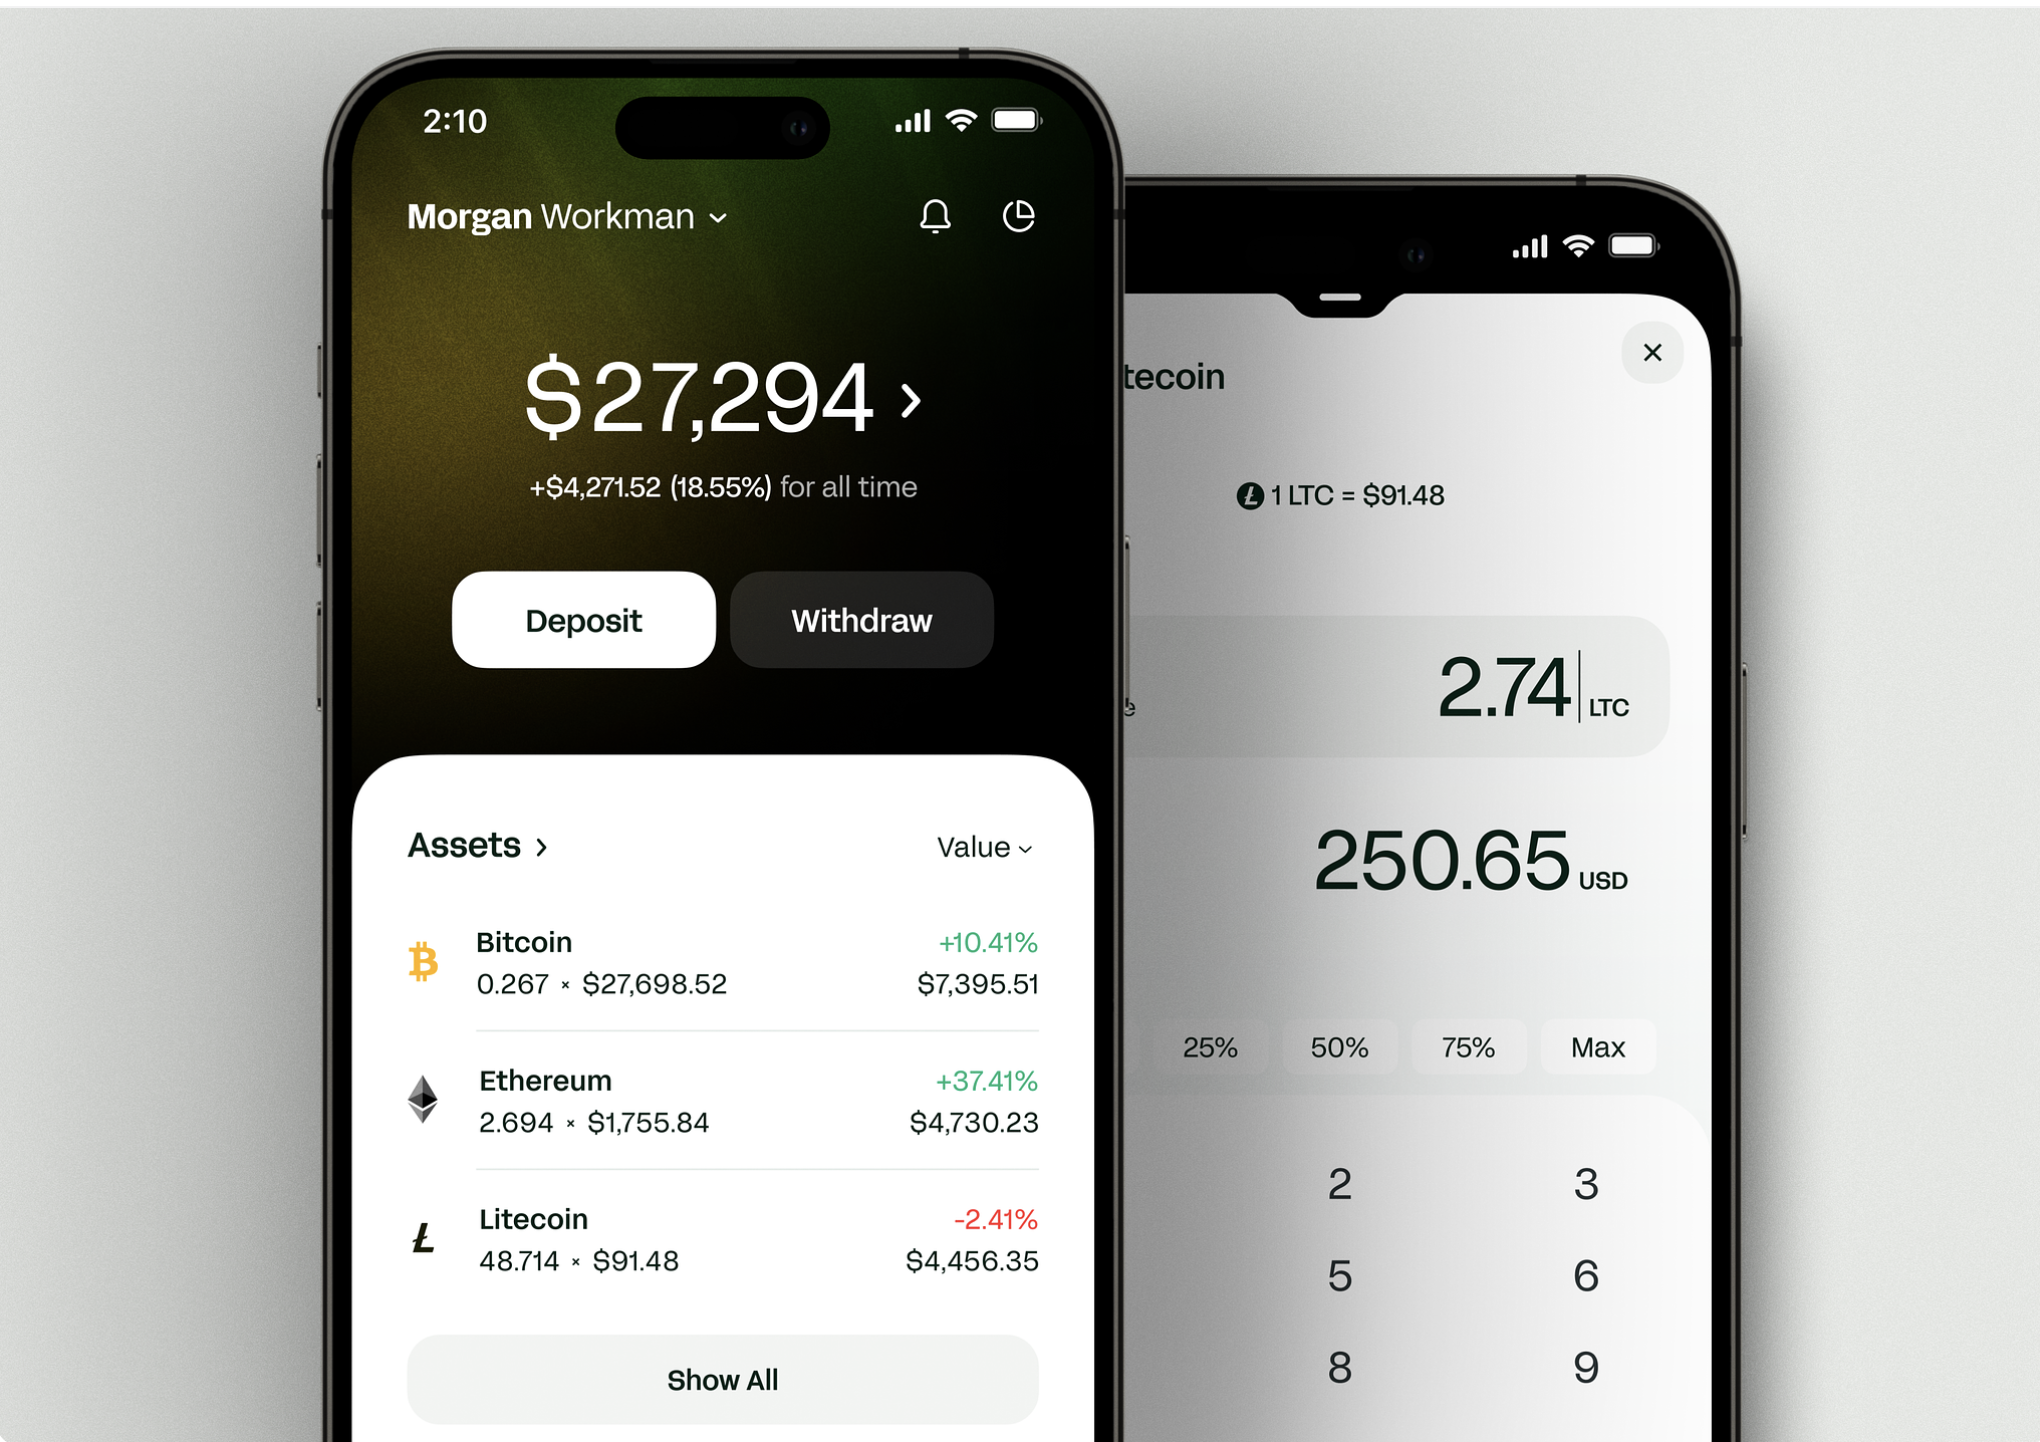 2:10
Morgan Workman
$27,294
+$4,271.52 (18.55%) for all time
Deposit
Withdraw
Assets
Value
Bitcoin
+10.41%
0.267 × $27,698.52
$7,395.51
Ethereum
+37.41%
2.694 × $1,755.84
$4,730.23
Litecoin
-2.41%
48.714 × $91.48
$4,456.35
Show All
tecoin
1 LTC = $91.48
2.74 LTC
e
250.65 USD
25%
50%
75%
Max
2
3
5
6
8
9